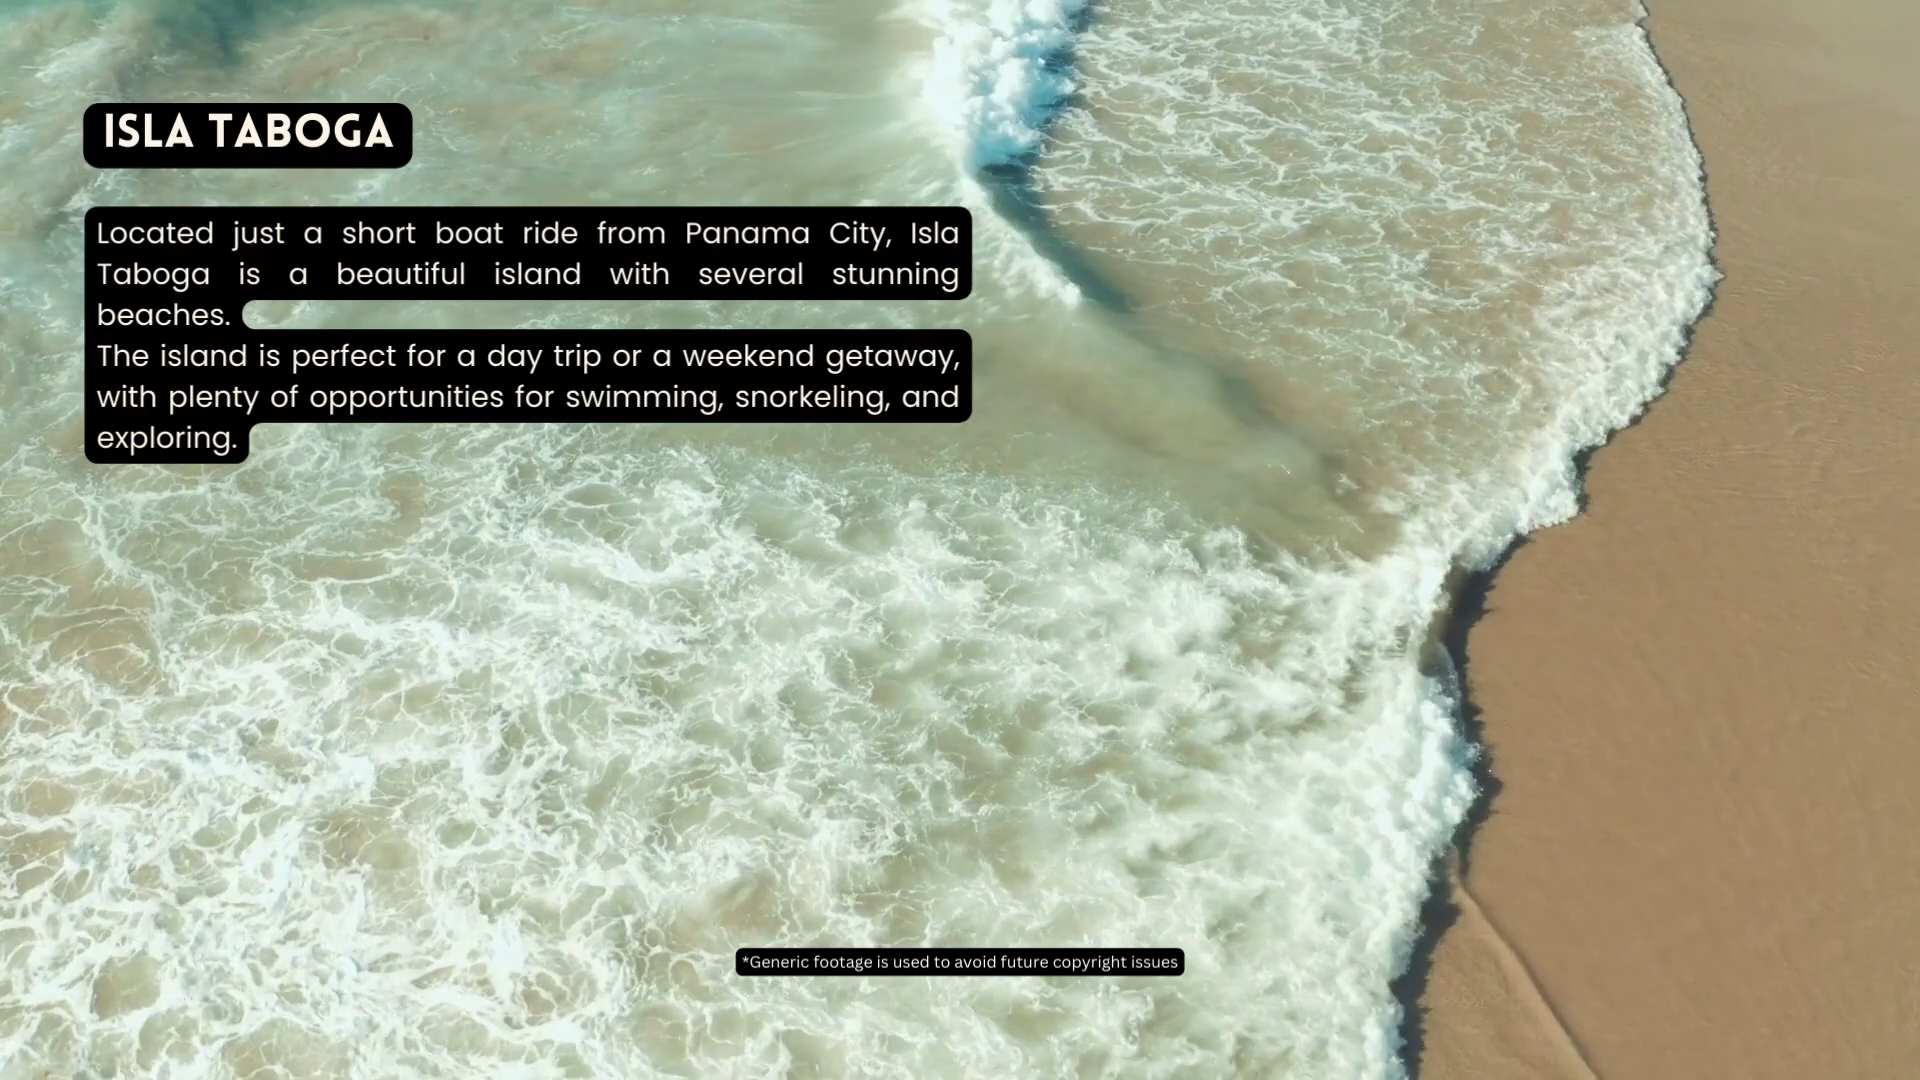 ISLA TABOGA
Located just a short boat ride from Panama City, Isla
Taboga is a beautiful island with several stunning
beaches.
The island is perfect for a day trip or a weekend getaway,
with plenty of opportunities for swimming, snorkeling, and
exploring.
*Generic footage is used to avoid future copyright issues